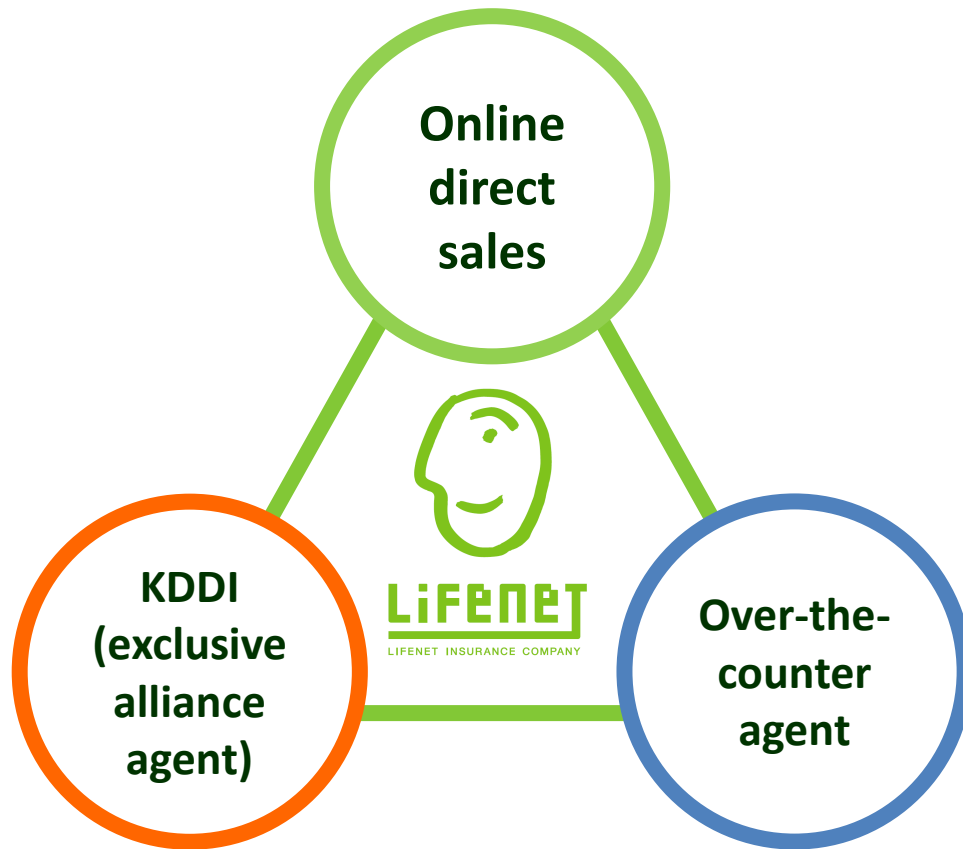 Online
direct
sales
LiFENET
LIFENET INSURANCE COMPANY
KDDI
(exclusive
alliance
agent)
Over-the-
counter
agent